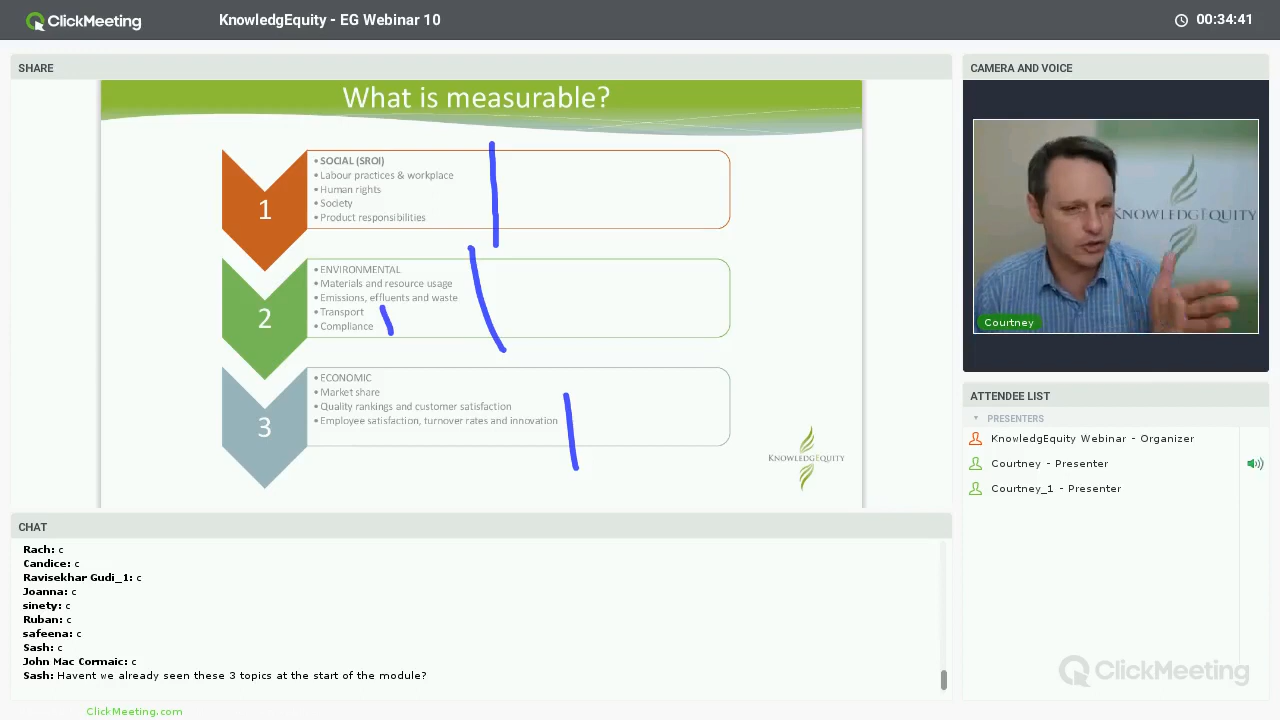 ClickMeeting
KnowledgEquity - EG Webinar 10
00:34:41
SHARE
What is measurable?
1
• SOCIAL (SROI)
• Labour practices & workplace
• Human rights
• Society
• Product responsibilities
2
• ENVIRONMENTAL
• Materials and resource usage
• Emissions, effluents and waste
• Transport
• Compliance
3
• ECONOMIC
• Market share
• Quality rankings and customer satisfaction
• Employee satisfaction, turnover rates and innovation
KNOWLEDGEQUITY
CAMERA AND VOICE
KNOWLEDGEQUITY
Courtney
ATTENDEE LIST
PRESENTERS
KnowledgEquity Webinar - Organizer
Courtney - Presenter
Courtney_1 - Presenter
ClickMeeting
CHAT
Rach: c
Candice: c
Ravisekhar Gudi_1: c
Joanna: c
sinety: c
Ruban: c
safeena: c
Sash: c
John Mac Cormaic: c
Sash: Havent we already seen these 3 topics at the start of the module?
ClickMeeting.com